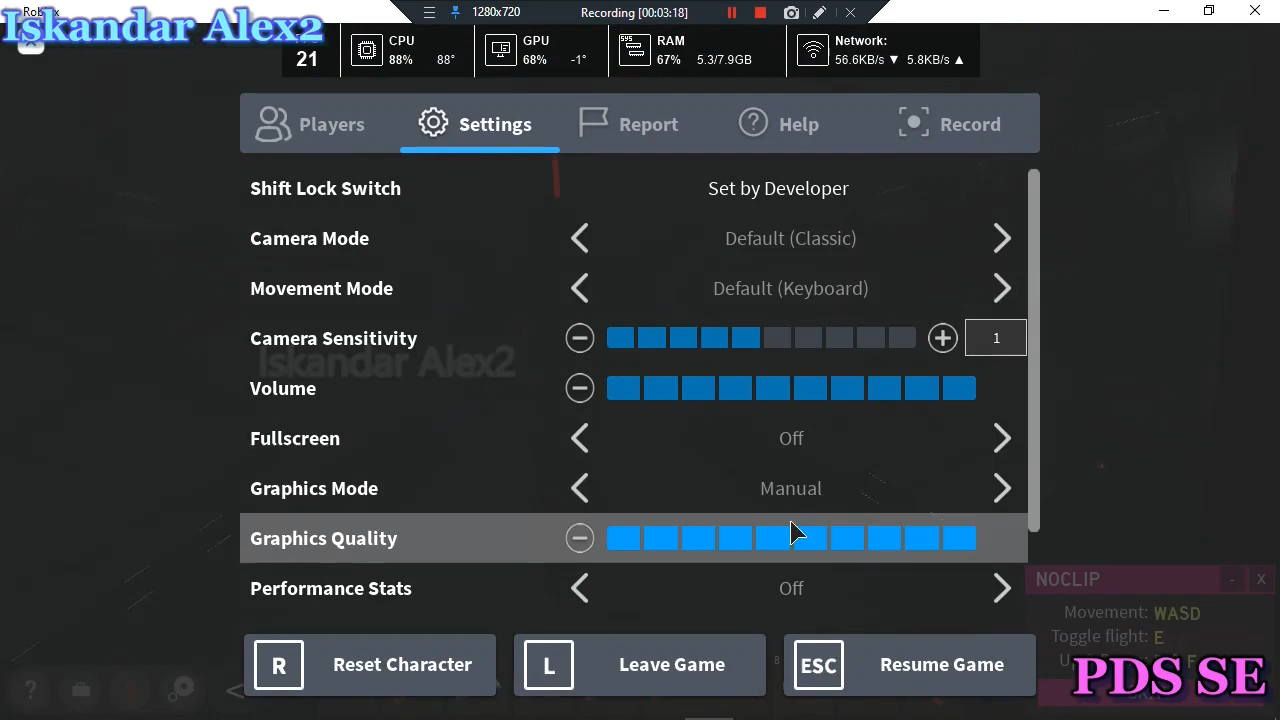 Iskandar Alex2
1280x720
Recording [00:03:18]
21
CPU
88% 88°
GPU
68% -1°
RAM
67% 5.3/7.9GB
Network:
56.6KB/s ▼ 5.8KB/s ▲
Players
Settings
Report
Help
Record
Shift Lock Switch
Set by Developer
Camera Mode
Default (Classic)
Movement Mode
Default (Keyboard)
Camera Sensitivity
1
Iskandar Alex2
Volume
Fullscreen
Off
Graphics Mode
Manual
Graphics Quality
Performance Stats
Off
NOCLIP - X
Movement: WASD
Toggle flight: E
R Reset Character
L Leave Game
ESC Resume Game
PDS SE